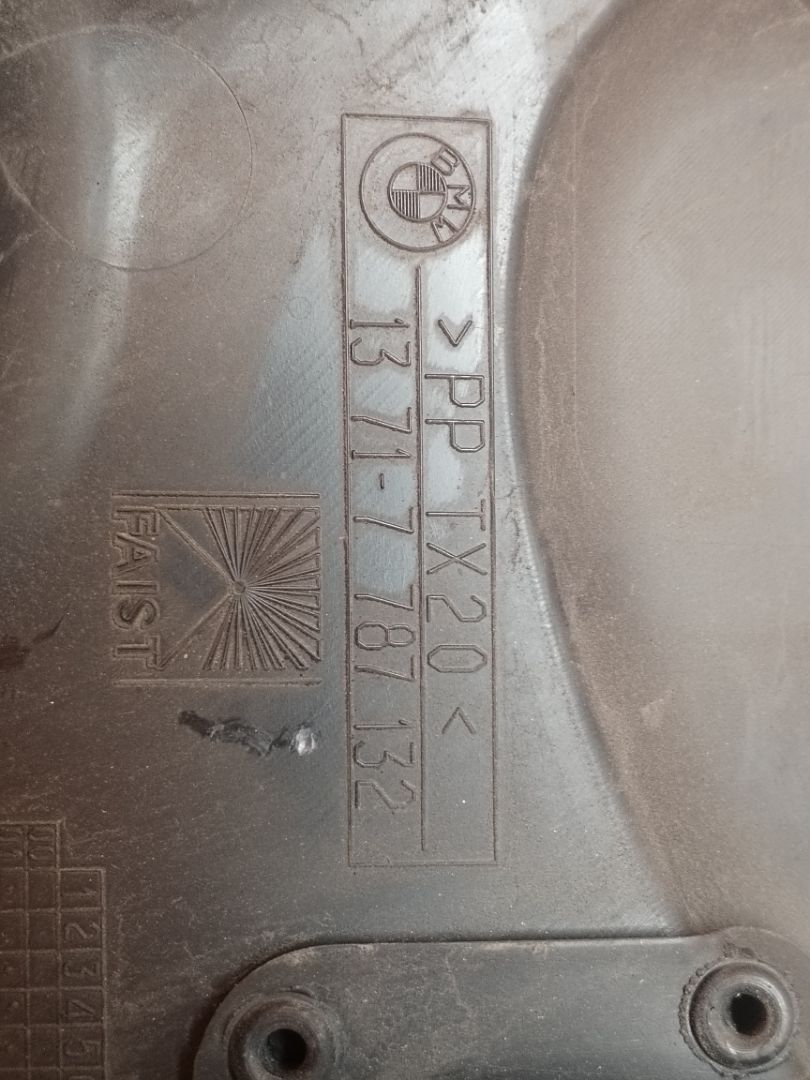 BMW
>PP TX20<
13 71-7 787 132
FAIST
1 2 3 4 5